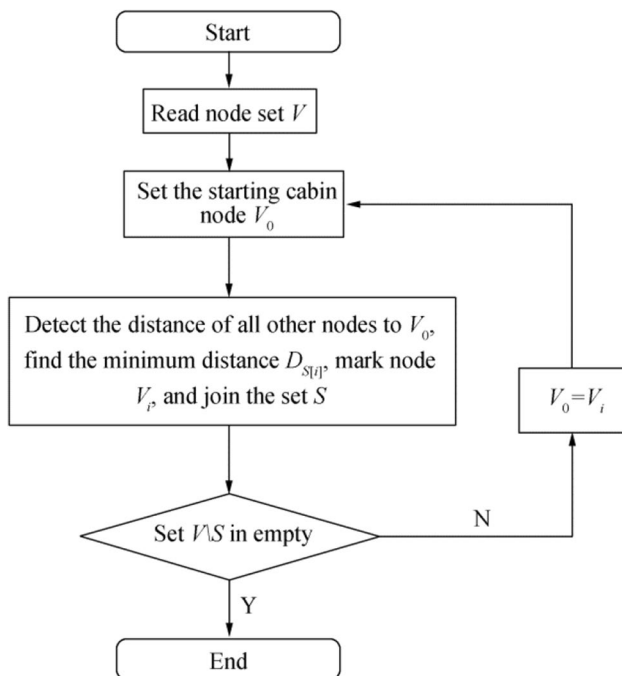 Start
Read node set V
Set the starting cabin
node V₀
Detect the distance of all other nodes to V₀,
find the minimum distance D_S[i], mark node
Vᵢ, and join the set S
V₀=Vᵢ
Set V\S in empty
N
Y
End